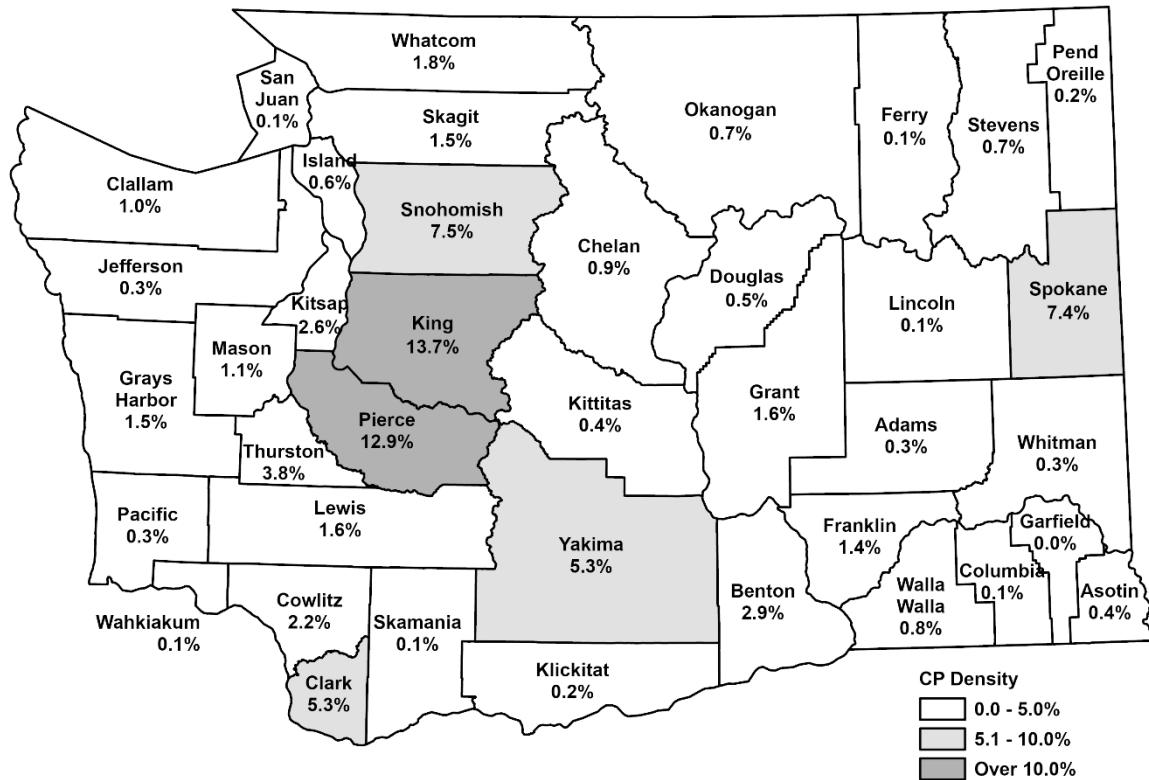 Whatcom
1.8%
San
Juan
0.1%
Skagit
1.5%
Okanogan
0.7%
Ferry
0.1%
Stevens
0.7%
Pend
Oreille
0.2%
Clallam
1.0%
Island
0.6%
Snohomish
7.5%
Chelan
0.9%
Douglas
0.5%
Lincoln
0.1%
Spokane
7.4%
Jefferson
0.3%
Kitsap
2.6%
King
13.7%
Mason
1.1%
Grays
Harbor
1.5%
Pierce
12.9%
Kittitas
0.4%
Grant
1.6%
Adams
0.3%
Whitman
0.3%
Thurston
3.8%
Pacific
0.3%
Lewis
1.6%
Yakima
5.3%
Franklin
1.4%
Garfield
0.0%
Benton
2.9%
Walla
Walla
0.8%
Columbia
0.1%
Asotin
0.4%
Wahkiakum
0.1%
Cowlitz
2.2%
Skamania
0.1%
Clark
5.3%
Klickitat
0.2%
CP Density
0.0 - 5.0%
5.1 - 10.0%
Over 10.0%